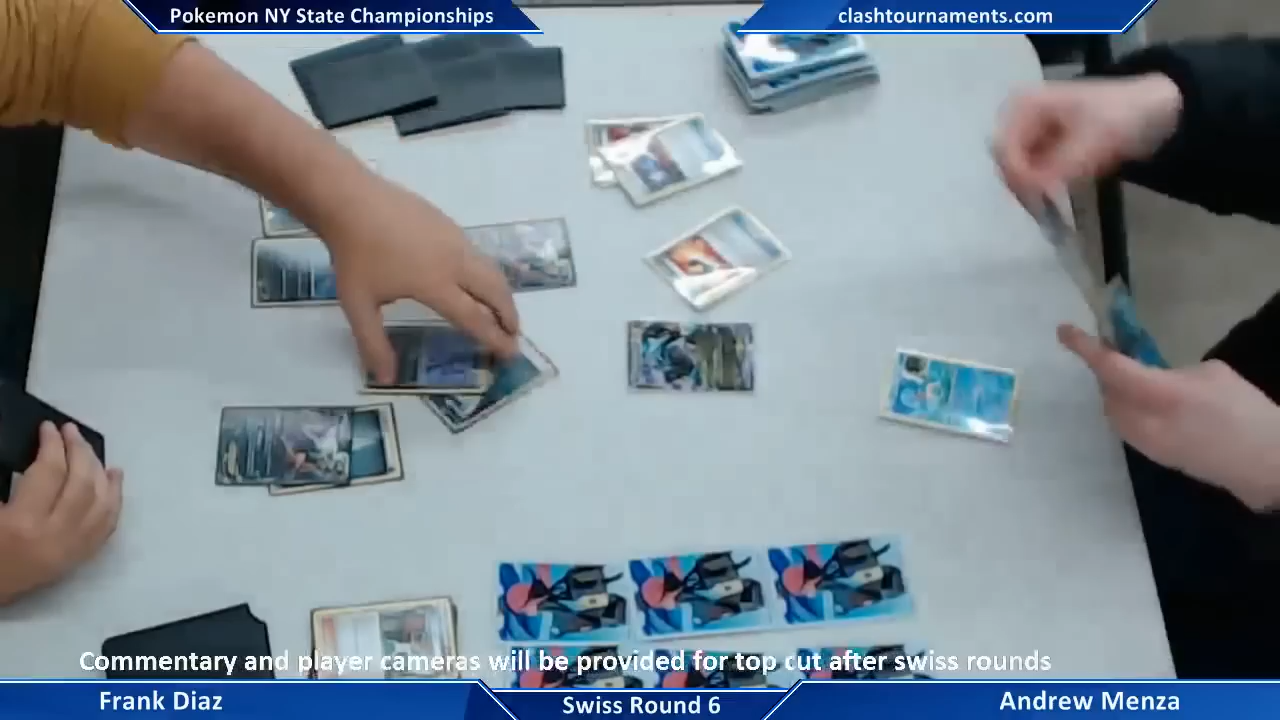 Pokemon NY State Championships
clashtournaments.com
Commentary and player cameras will be provided for top cut after swiss rounds
Frank Diaz
Swiss Round 6
Andrew Menza